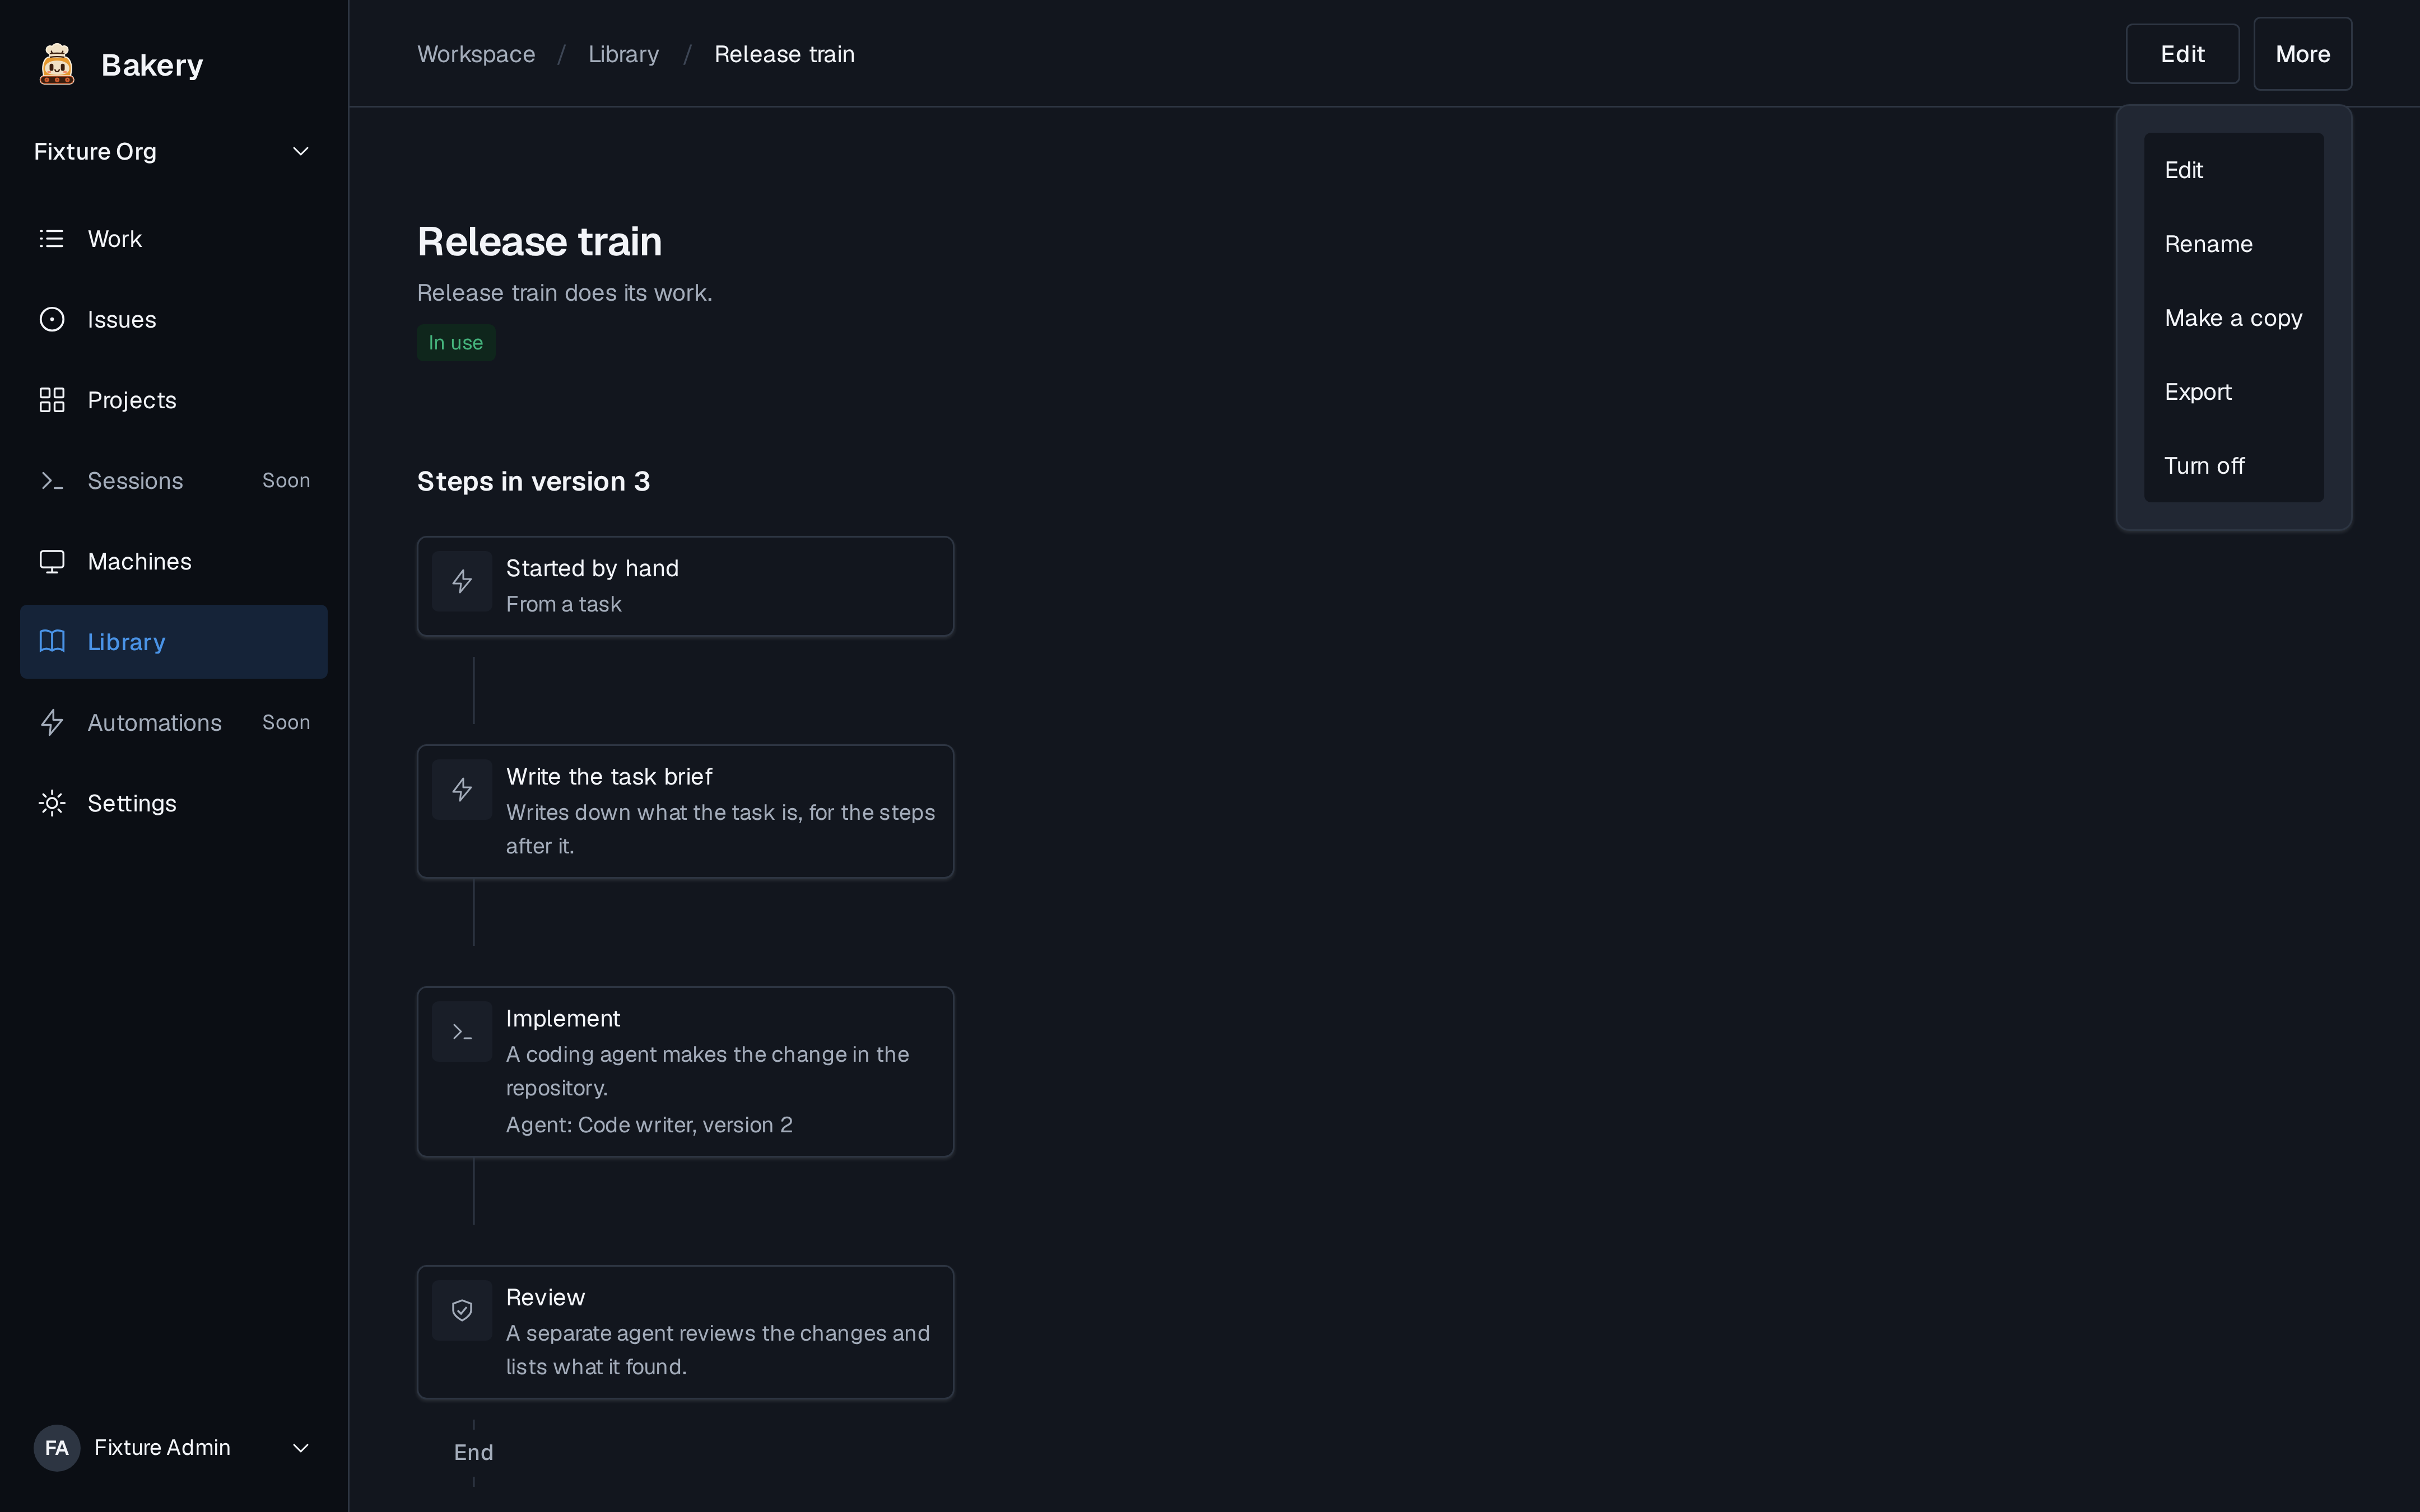 Bakery
Fixture Org
Work
Issues
Projects
Sessions Soon
Machines
Library
Automations Soon
Settings
FA Fixture Admin
Workspace / Library / Release train
Edit
More
Edit
Rename
Make a copy
Export
Turn off
Release train
Release train does its work.
In use
Steps in version 3
Started by hand
From a task
Write the task brief
Writes down what the task is, for the steps
after it.
Implement
A coding agent makes the change in the
repository.
Agent: Code writer, version 2
Review
A separate agent reviews the changes and
lists what it found.
End